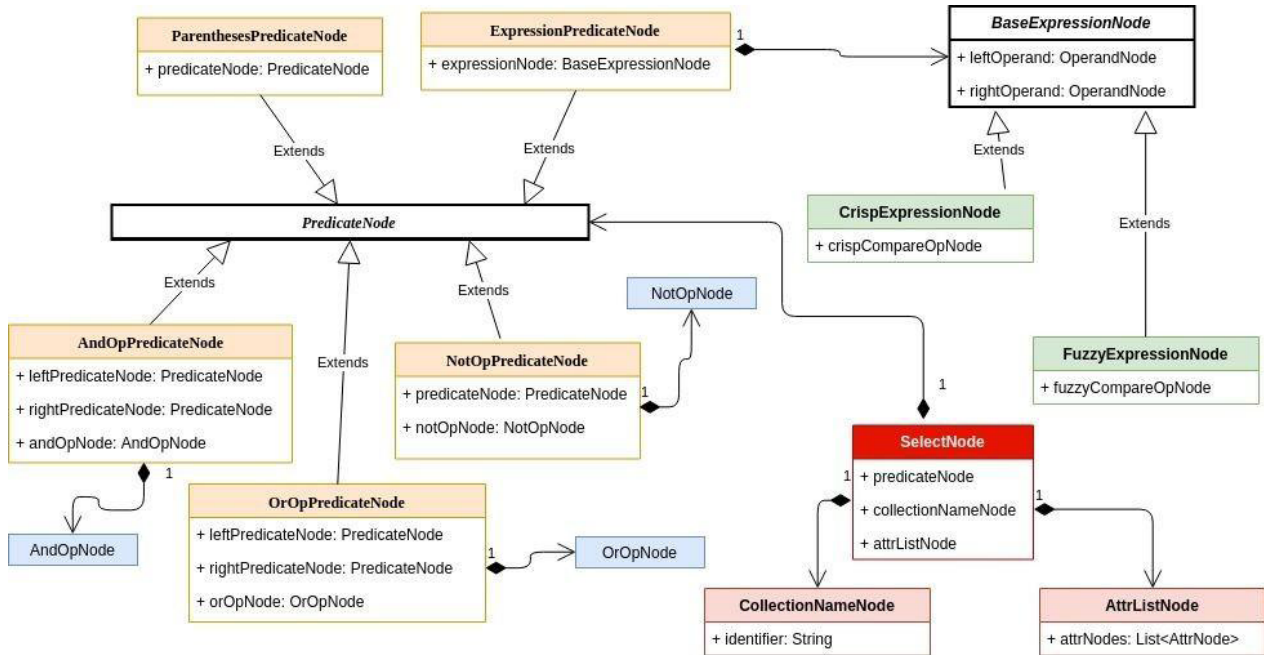 ParenthesesPredicateNode
+ predicateNode: PredicateNode
ExpressionPredicateNode
+ expressionNode: BaseExpressionNode
1
BaseExpressionNode
+ leftOperand: OperandNode
+ rightOperand: OperandNode
Extends
Extends
Extends
Extends
PredicateNode
CrispExpressionNode
+ crispCompareOpNode
Extends
Extends
Extends
NotOpNode
AndOpPredicateNode
+ leftPredicateNode: PredicateNode
+ rightPredicateNode: PredicateNode
+ andOpNode: AndOpNode
1
AndOpNode
NotOpPredicateNode
+ predicateNode: PredicateNode
+ notOpNode: NotOpNode
1
FuzzyExpressionNode
+ fuzzyCompareOpNode
1
SelectNode
+ predicateNode
+ collectionNameNode
+ attrListNode
1
1
OrOpPredicateNode
+ leftPredicateNode: PredicateNode
+ rightPredicateNode: PredicateNode
+ orOpNode: OrOpNode
1
OrOpNode
CollectionNameNode
+ identifier: String
AttrListNode
+ attrNodes: List<AttrNode>